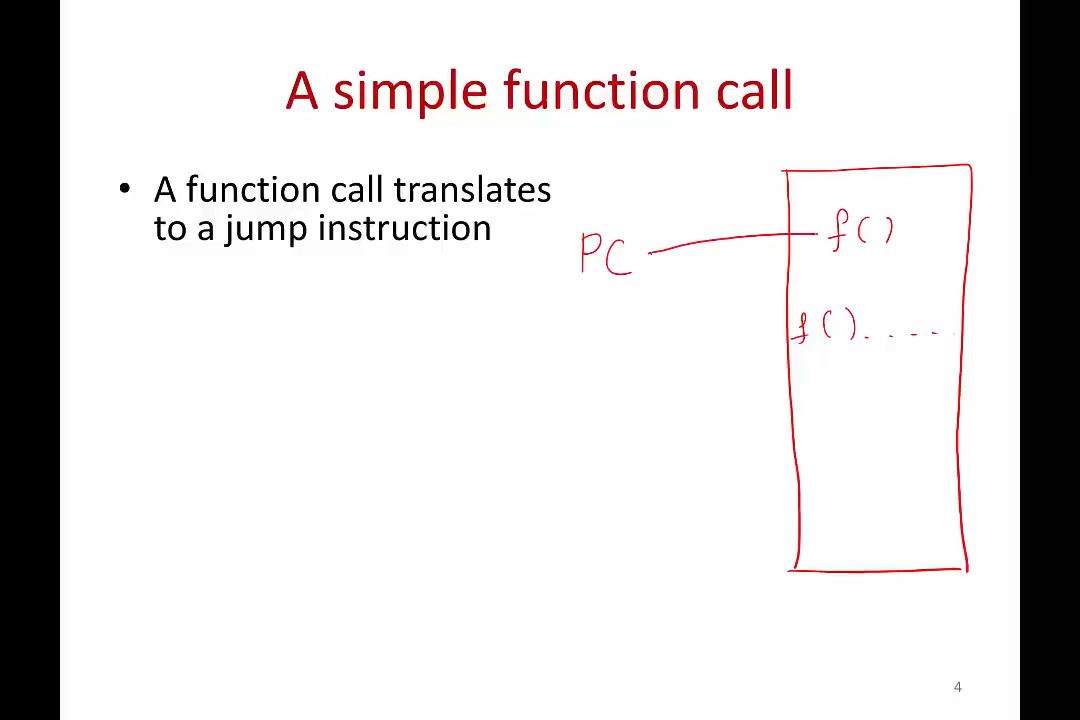 A simple function call
• A function call translates
to a jump instruction
PC
f()
f()....
4